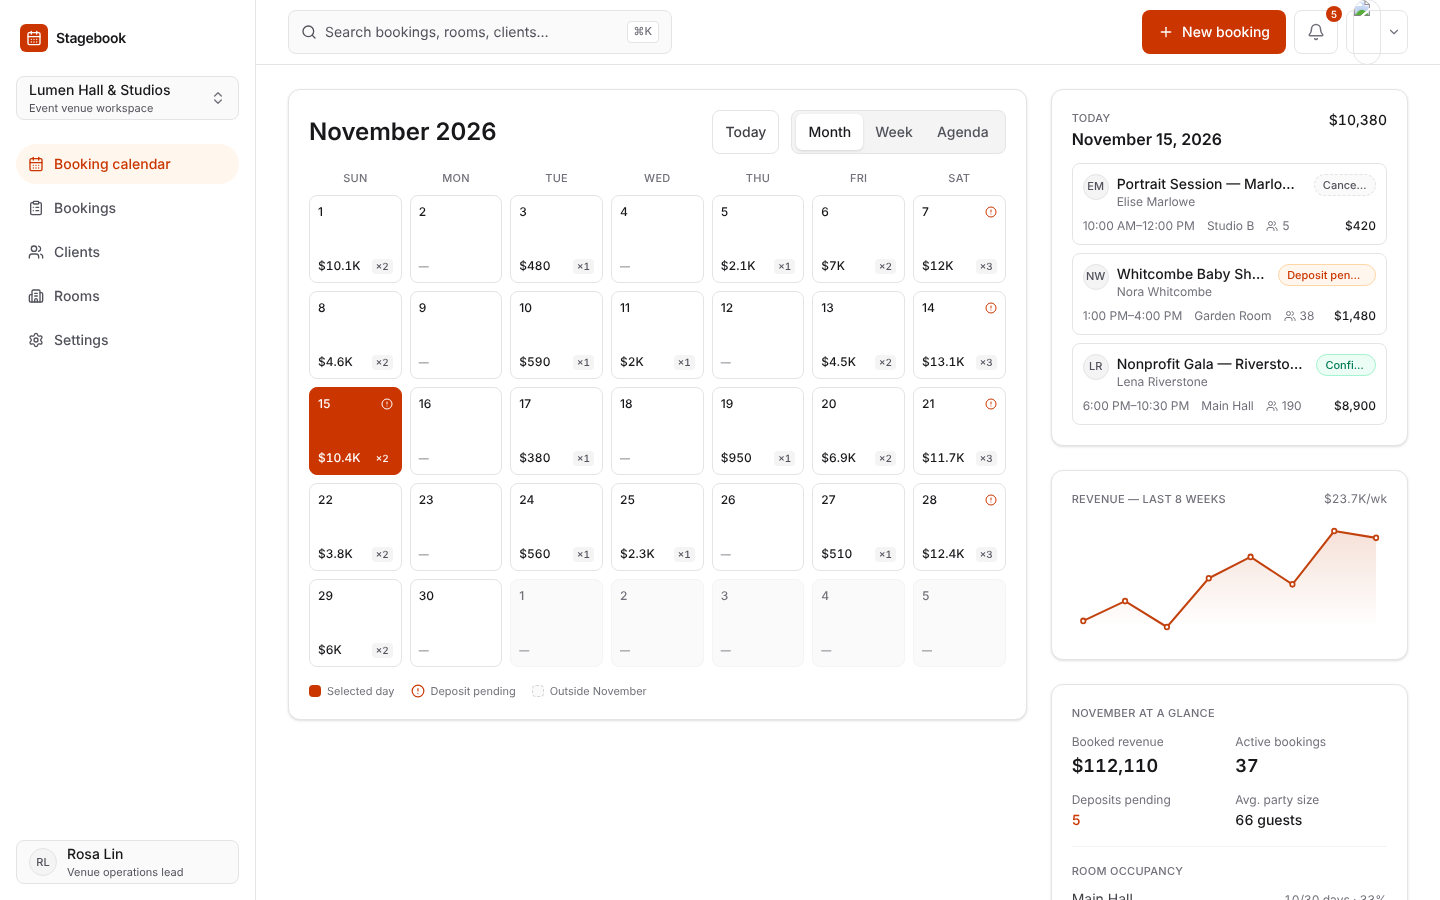 Stagebook
Search bookings, rooms, clients...
⌘K
New booking
5
Lumen Hall & Studios
Event venue workspace
Booking calendar
Bookings
Clients
Rooms
Settings
RL
Rosa Lin
Venue operations lead
November 2026
Today
Month
Week
Agenda
SUN MON TUE WED THU FRI SAT
1 2 3 4 5 6 7
$10.1K ×2 — $480 ×1 — $2.1K ×1 $7K ×2 $12K ×3
8 9 10 11 12 13 14
$4.6K ×2 — $590 ×1 $2K ×1 — $4.5K ×2 $13.1K ×3
15 16 17 18 19 20 21
$10.4K ×2 — $380 ×1 — $950 ×1 $6.9K ×2 $11.7K ×3
22 23 24 25 26 27 28
$3.8K ×2 — $560 ×1 $2.3K ×1 — $510 ×1 $12.4K ×3
29 30 1 2 3 4 5
$6K ×2 — — — — — —
Selected day
Deposit pending
Outside November
TODAY
$10,380
November 15, 2026
EM
Portrait Session — Marlo...
Cance...
Elise Marlowe
10:00 AM–12:00 PM Studio B 5 $420
NW
Whitcombe Baby Sh...
Deposit pen...
Nora Whitcombe
1:00 PM–4:00 PM Garden Room 38 $1,480
LR
Nonprofit Gala — Riversto...
Confi...
Lena Riverstone
6:00 PM–10:30 PM Main Hall 190 $8,900
REVENUE — LAST 8 WEEKS
$23.7K/wk
NOVEMBER AT A GLANCE
Booked revenue
$112,110
Active bookings
37
Deposits pending
5
Avg. party size
66 guests
ROOM OCCUPANCY
Main Hall
10/30 days · 33%